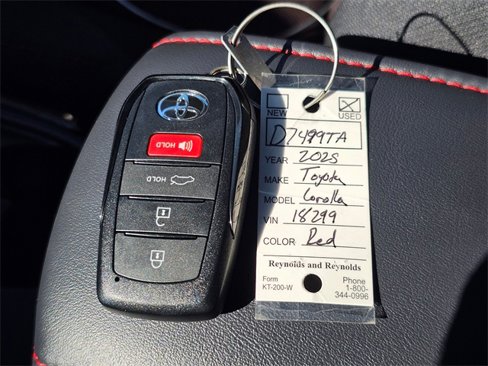 HOLD
HOLD
NEW
USED
D7499TA
YEAR 2025
MAKE Toyota
MODEL Corolla
VIN 18299
COLOR Red
Reynolds and Reynolds
Form
KT-200-W
Phone
1-800-
344-0996